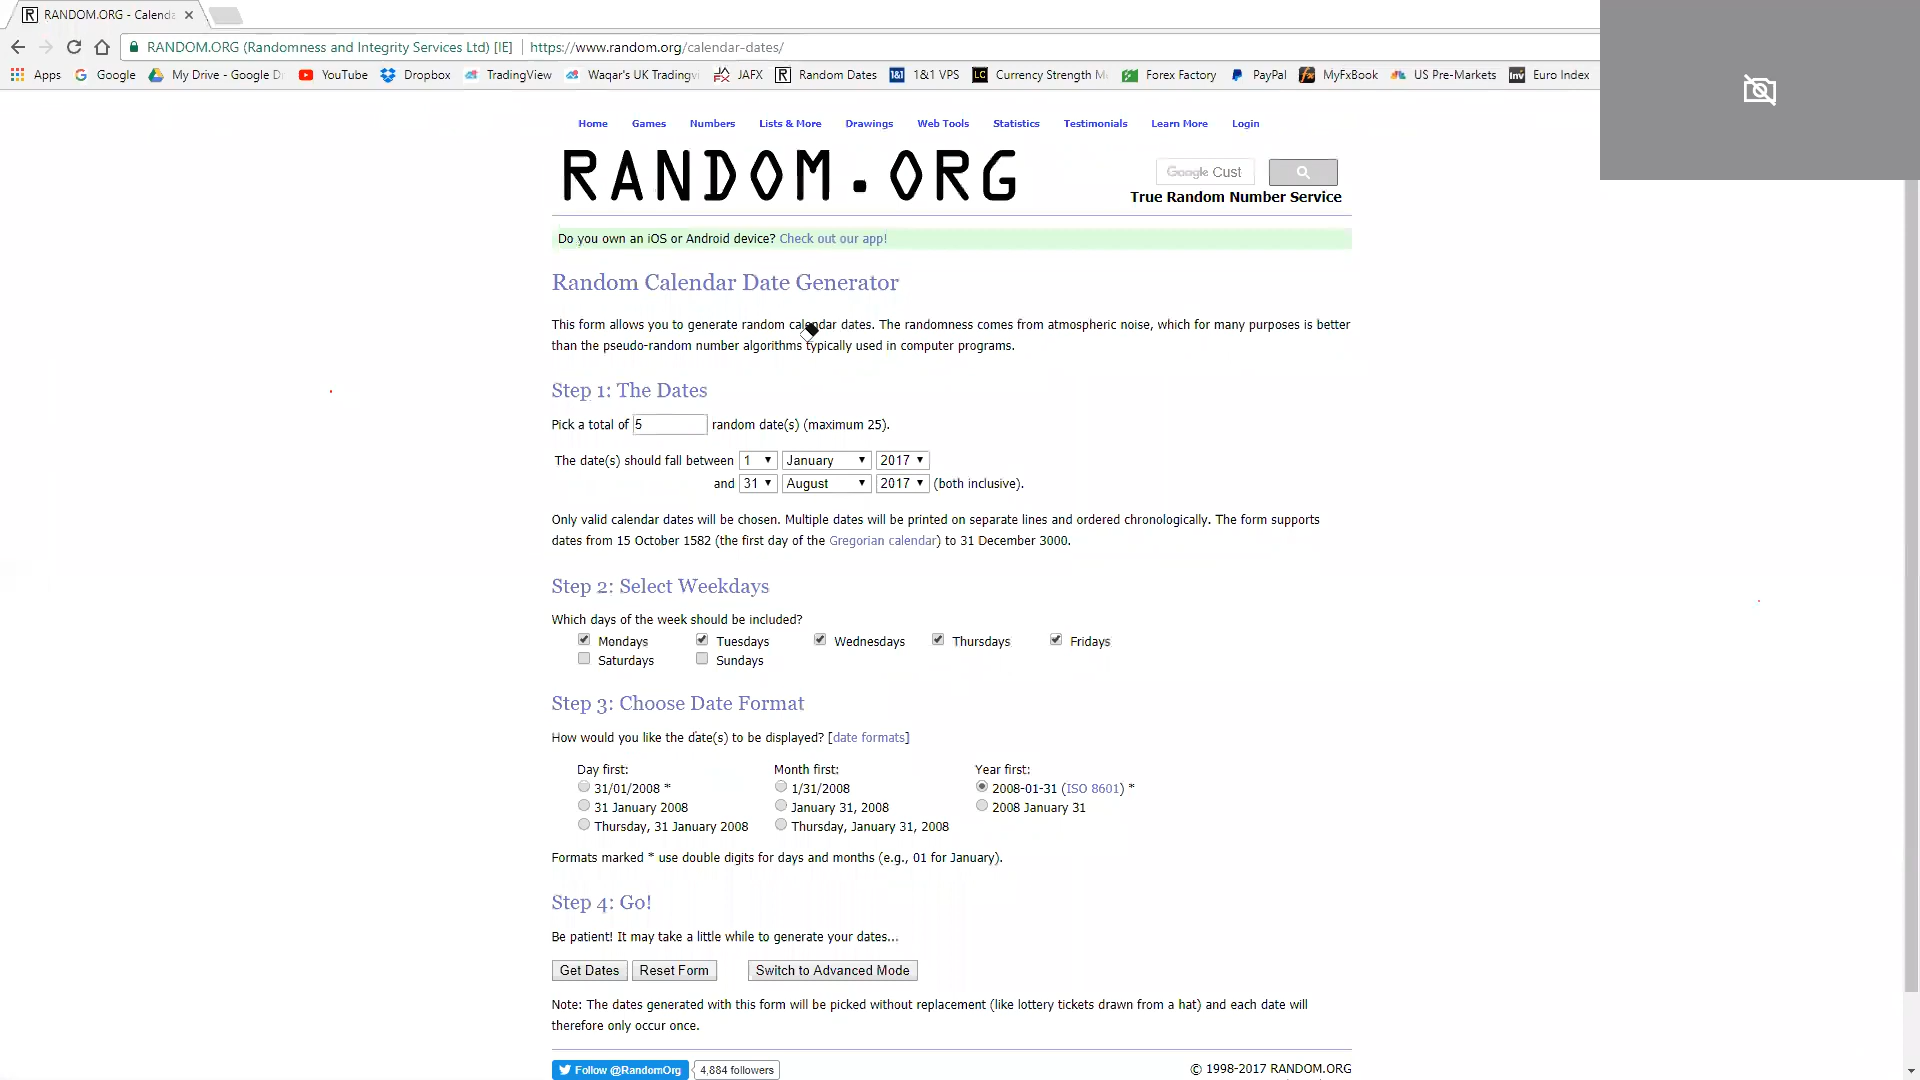 RANDOM.ORG - Calenda
RANDOM.ORG (Randomness and Integrity Services Ltd) [IE] https://www.random.org/calendar-dates/
Apps Google My Drive - Google D YouTube Dropbox TradingView Waqar's UK Tradingvi JAFX Random Dates 1&1 VPS Currency Strength M Forex Factory PayPal MyFxBook US Pre-Markets Euro Index
Home Games Numbers Lists & More Drawings Web Tools Statistics Testimonials Learn More Login
RANDOM.ORG
Google Cust
True Random Number Service
Do you own an iOS or Android device? Check out our app!
Random Calendar Date Generator
This form allows you to generate random calendar dates. The randomness comes from atmospheric noise, which for many purposes is better
than the pseudo-random number algorithms typically used in computer programs.
Step 1: The Dates
Pick a total of 5 random date(s) (maximum 25).
The date(s) should fall between 1 January 2017
and 31 August 2017 (both inclusive).
Only valid calendar dates will be chosen. Multiple dates will be printed on separate lines and ordered chronologically. The form supports
dates from 15 October 1582 (the first day of the Gregorian calendar) to 31 December 3000.
Step 2: Select Weekdays
Which days of the week should be included?
Mondays Tuesdays Wednesdays Thursdays Fridays
Saturdays Sundays
Step 3: Choose Date Format
How would you like the date(s) to be displayed? [date formats]
Day first: Month first: Year first:
31/01/2008 * 1/31/2008 2008-01-31 (ISO 8601) *
31 January 2008 January 31, 2008 2008 January 31
Thursday, 31 January 2008 Thursday, January 31, 2008
Formats marked * use double digits for days and months (e.g., 01 for January).
Step 4: Go!
Be patient! It may take a little while to generate your dates...
Get Dates Reset Form Switch to Advanced Mode
Note: The dates generated with this form will be picked without replacement (like lottery tickets drawn from a hat) and each date will
therefore only occur once.
Follow @RandomOrg 4,884 followers © 1998-2017 RANDOM.ORG